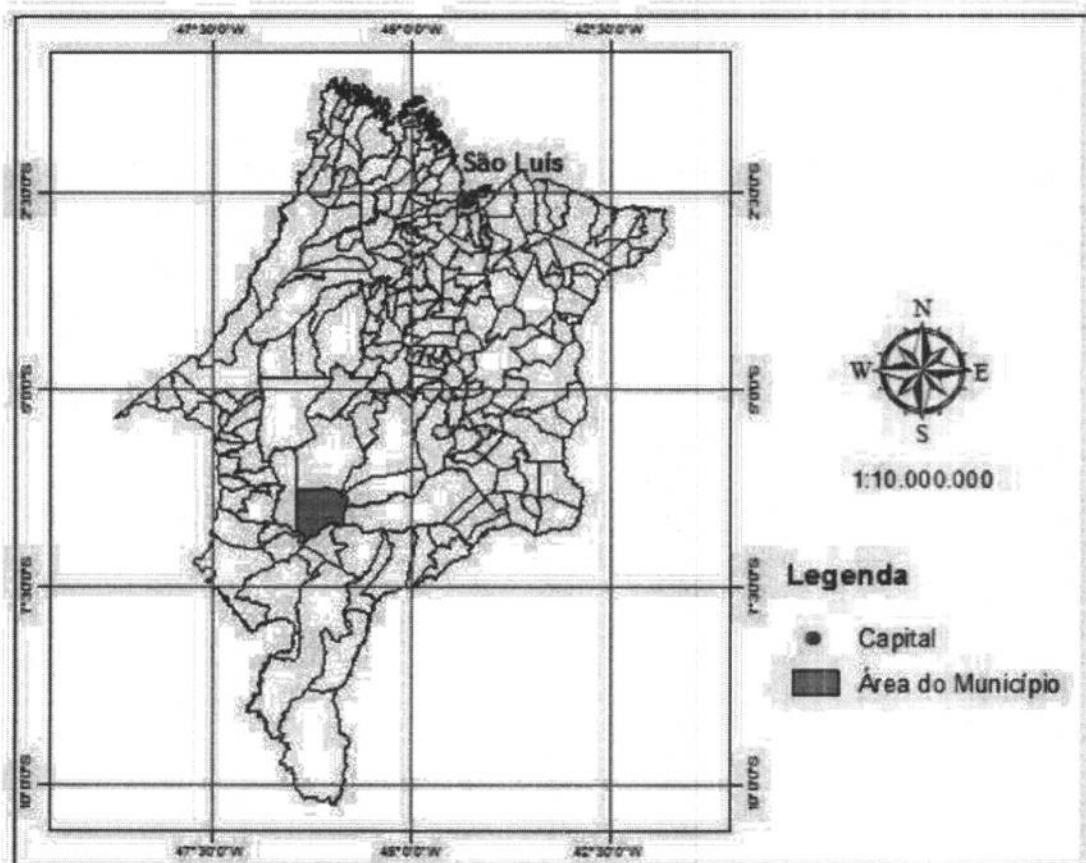 47°30'0"W 45°0'0"W 42°30'0"W
São Luís
2°30'0"S 2°30'0"S
N
5°0'0"S 5°0'0"S
W E
S
1:10.000.000
Legenda
7°30'0"S 7°30'0"S
Capital
Área do Município
10°0'0"S 10°0'0"S
47°30'0"W 45°0'0"W 42°30'0"W